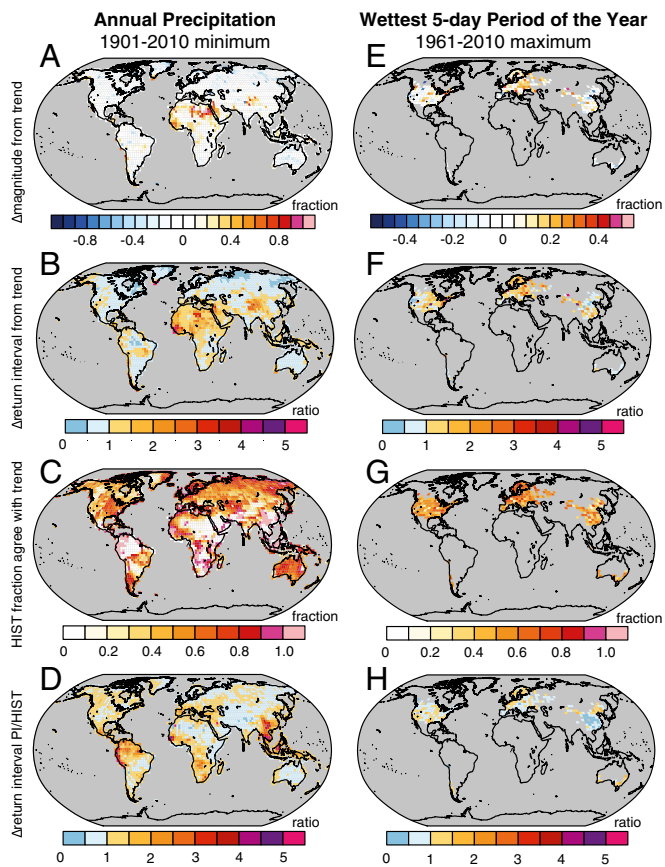 Annual Precipitation
1901-2010 minimum
Wettest 5-day Period of the Year
1961-2010 maximum
A
E
Δmagnitude from trend
fraction
fraction
-0.8 -0.4 0 0.4 0.8
-0.4 -0.2 0 0.2 0.4
B
F
Δreturn interval from trend
ratio
ratio
0 1 2 3 4 5
0 1 2 3 4 5
C
G
HIST fraction agree with trend
fraction
fraction
0 0.2 0.4 0.6 0.8 1.0
0 0.2 0.4 0.6 0.8 1.0
D
H
Δreturn interval PI/HIST
ratio
ratio
0 1 2 3 4 5
0 1 2 3 4 5